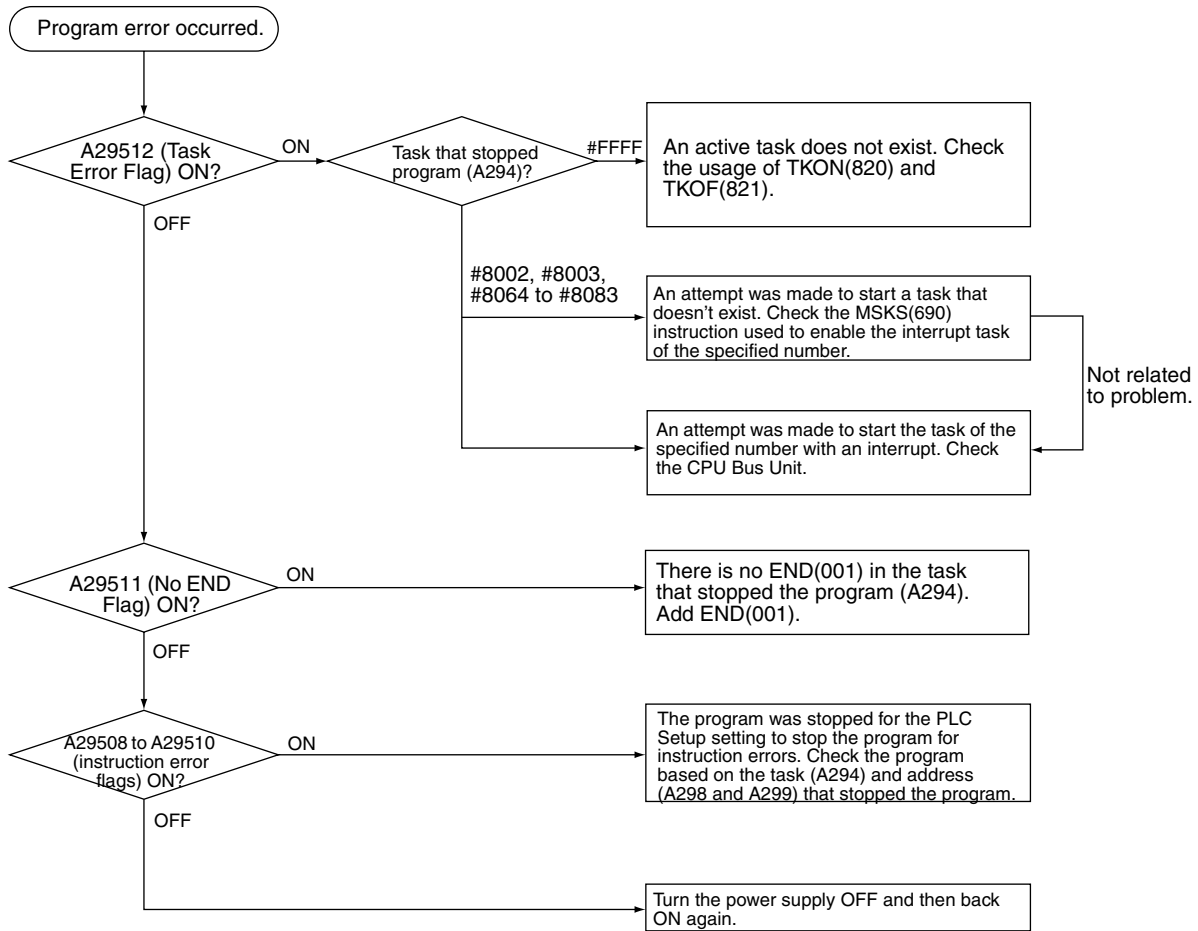 Program error occurred.
A29512 (Task
Error Flag) ON?
ON
Task that stopped
program (A294)?
#FFFF
An active task does not exist. Check
the usage of TKON(820) and
TKOF(821).
OFF
#8002, #8003,
#8064 to #8083
An attempt was made to start a task that
doesn't exist. Check the MSKS(690)
instruction used to enable the interrupt task
of the specified number.
Not related
to problem.
An attempt was made to start the task of the
specified number with an interrupt. Check
the CPU Bus Unit.
A29511 (No END
Flag) ON?
ON
There is no END(001) in the task
that stopped the program (A294).
Add END(001).
OFF
A29508 to A29510
(instruction error
flags) ON?
ON
The program was stopped for the PLC
Setup setting to stop the program for
instruction errors. Check the program
based on the task (A294) and address
(A298 and A299) that stopped the program.
OFF
Turn the power supply OFF and then back
ON again.